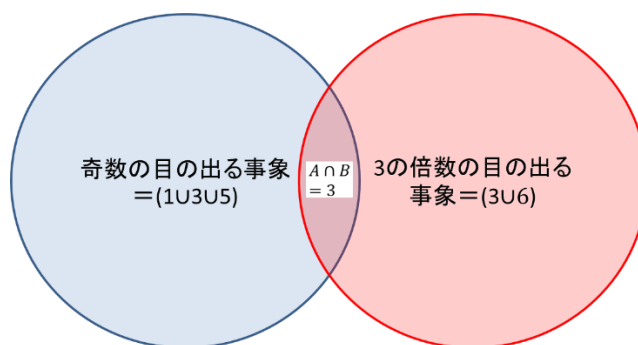 奇数の目の出る事象
＝(1∪3∪5)
A ∩ B
= 3
3の倍数の目の出る
事象＝(3∪6)